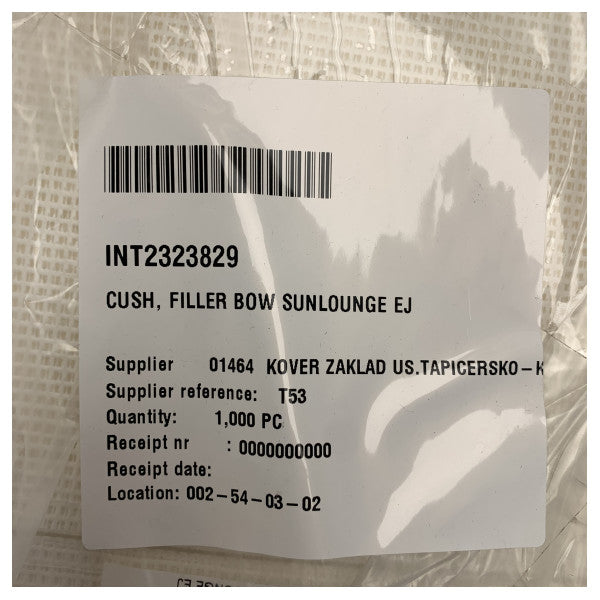 INT2323829
CUSH, FILLER BOW SUNLOUNGE EJ
Supplier 01464 KOVER ZAKLAD US.TAPICERSKO-K
Supplier reference: T53
Quantity: 1,000 PC
Receipt nr : 0000000000
Receipt date:
Location: 002-54-03-02